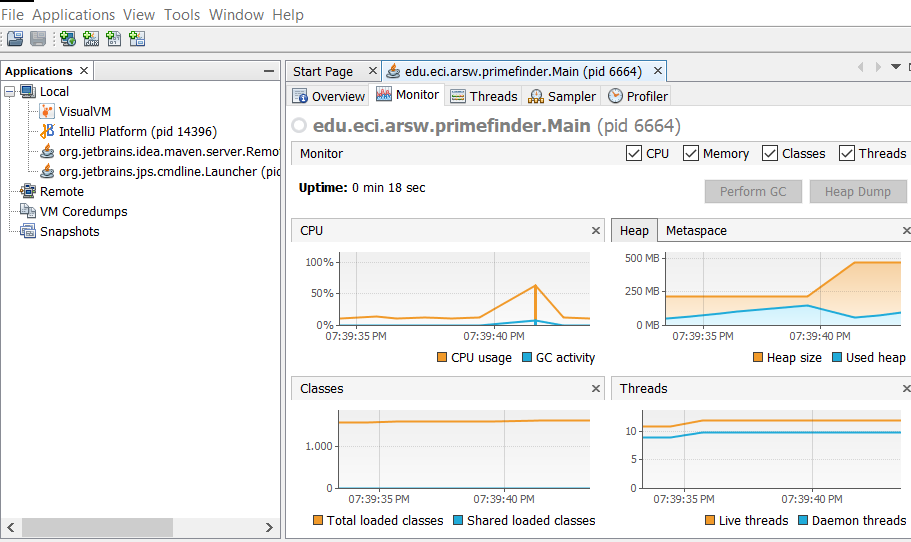 File Applications View Tools Window Help
Applications
Local
VisualVM
IntelliJ Platform (pid 14396)
org.jetbrains.idea.maven.server.Remo
org.jetbrains.jps.cmdline.Launcher (pid
Remote
VM Coredumps
Snapshots
Start Page
edu.eci.arsw.primefinder.Main (pid 6664)
Overview Monitor Threads Sampler Profiler
edu.eci.arsw.primefinder.Main (pid 6664)
Monitor CPU Memory Classes Threads
Uptime: 0 min 18 sec
Perform GC Heap Dump
CPU
100%
50%
0%
07:39:35 PM 07:39:40 PM
CPU usage GC activity
Heap Metaspace
500 MB
250 MB
0 MB
07:39:35 PM 07:39:40 PM
Heap size Used heap
Classes
1.000
0
07:39:35 PM 07:39:40 PM
Total loaded classes Shared loaded classes
Threads
10
5
0
07:39:35 PM 07:39:40 PM
Live threads Daemon threads